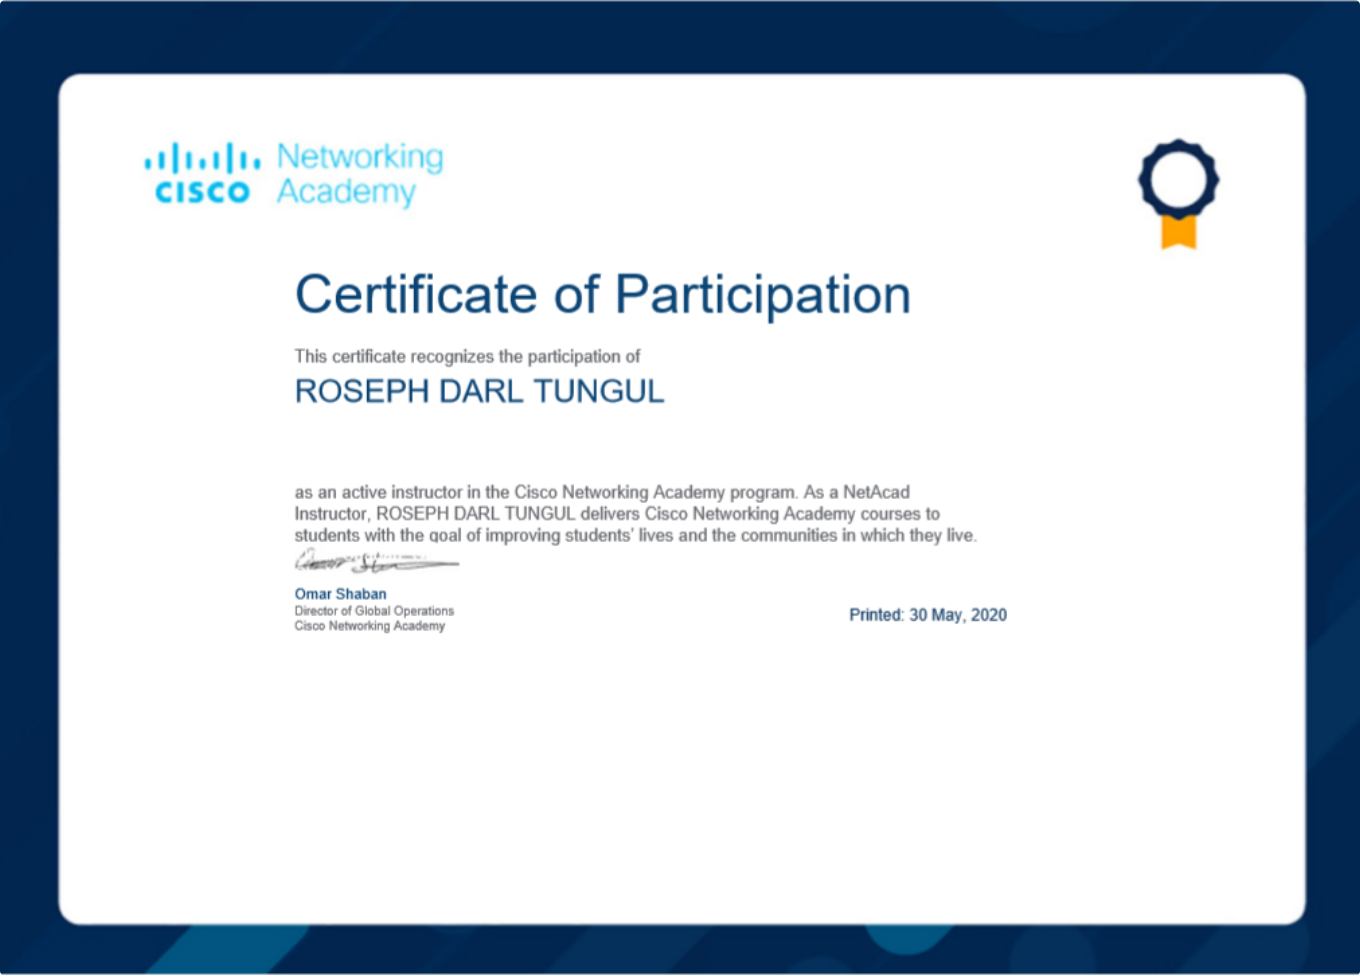 CISCO Networking
Academy
Certificate of Participation
This certificate recognizes the participation of
ROSEPH DARL TUNGUL
as an active instructor in the Cisco Networking Academy program. As a NetAcad
Instructor, ROSEPH DARL TUNGUL delivers Cisco Networking Academy courses to
students with the goal of improving students' lives and the communities in which they live.
Omar Shaban
Director of Global Operations
Cisco Networking Academy
Printed: 30 May, 2020